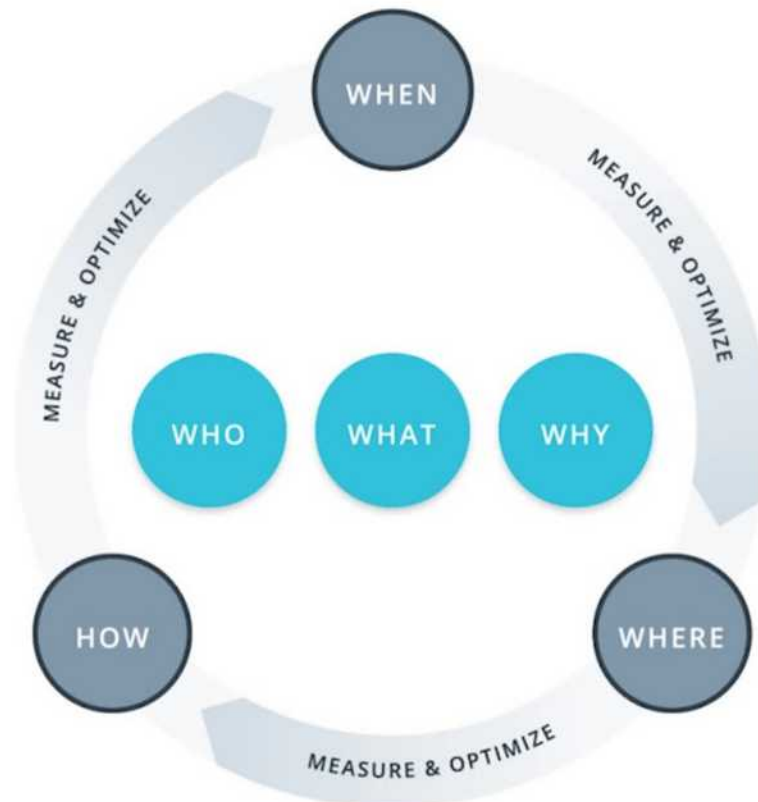 WHEN
MEASURE & OPTIMIZE
MEASURE & OPTIMIZE
WHO
WHAT
WHY
HOW
WHERE
MEASURE & OPTIMIZE